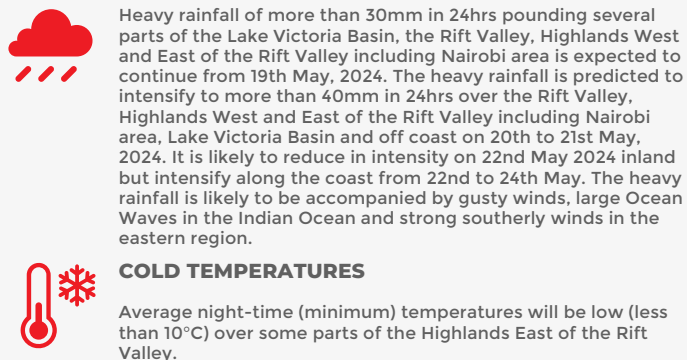 Heavy rainfall of more than 30mm in 24hrs pounding several
parts of the Lake Victoria Basin, the Rift Valley, Highlands West
and East of the Rift Valley including Nairobi area is expected to
continue from 19th May, 2024. The heavy rainfall is predicted to
intensify to more than 40mm in 24hrs over the Rift Valley,
Highlands West and East of the Rift Valley including Nairobi
area, Lake Victoria Basin and off coast on 20th to 21st May,
2024. It is likely to reduce in intensity on 22nd May 2024 inland
but intensify along the coast from 22nd to 24th May. The heavy
rainfall is likely to be accompanied by gusty winds, large Ocean
Waves in the Indian Ocean and strong southerly winds in the
eastern region.
COLD TEMPERATURES
Average night-time (minimum) temperatures will be low (less
than 10°C) over some parts of the Highlands East of the Rift
Valley.